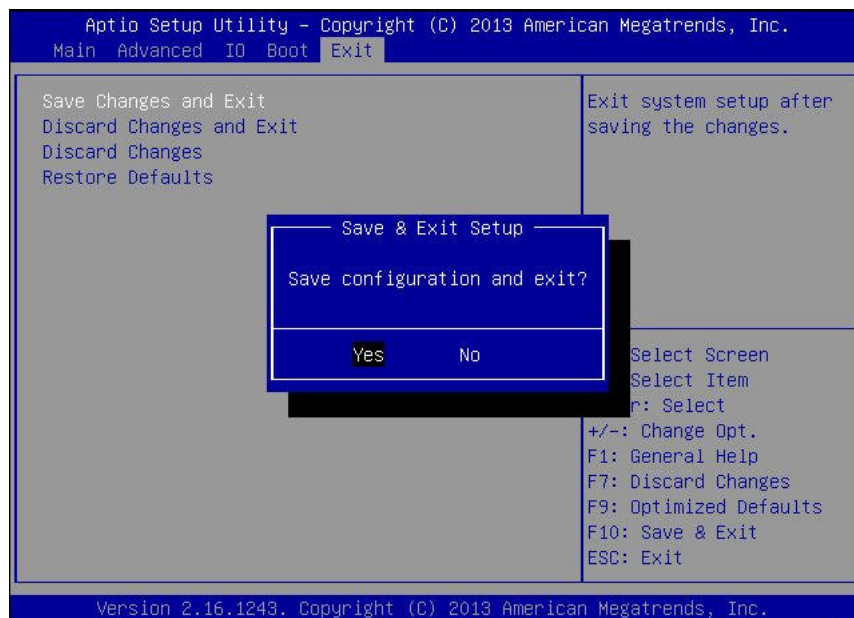 Aptio Setup Utility – Copyright (C) 2013 American Megatrends, Inc.
Main Advanced IO Boot Exit
Save Changes and Exit
Discard Changes and Exit
Discard Changes
Restore Defaults
Exit system setup after
saving the changes.
Save & Exit Setup
Save configuration and exit?
Yes No
Select Screen
Select Item
r: Select
+/-: Change Opt.
F1: General Help
F7: Discard Changes
F9: Optimized Defaults
F10: Save & Exit
ESC: Exit
Version 2.16.1243. Copyright (C) 2013 American Megatrends, Inc.